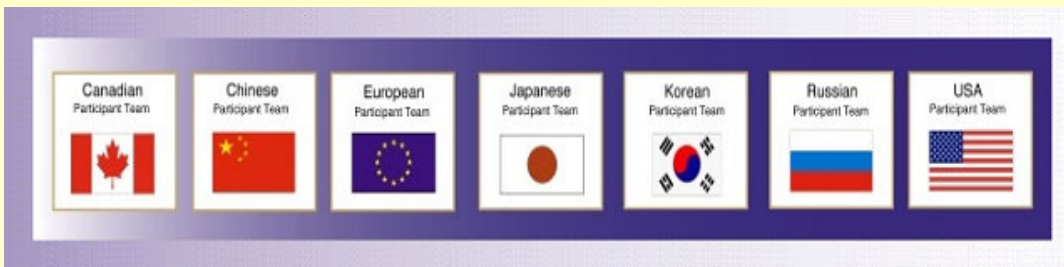 Canadian
Participant Team
Chinese
Participant Team
European
Participant Team
Japanese
Participant Team
Korean
Participant Team
Russian
Participant Team
USA
Participant Team